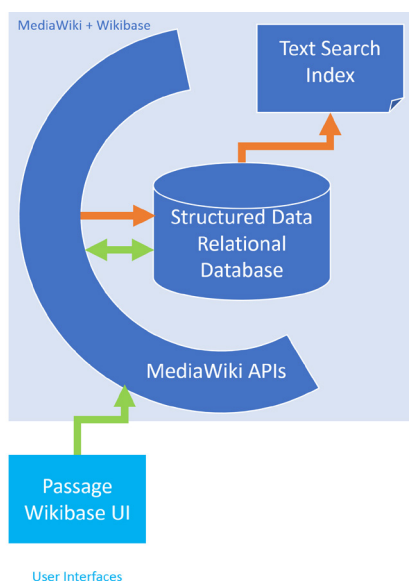 MediaWiki + Wikibase
Text Search
Index
Structured Data
Relational
Database
MediaWiki APIs
Passage
Wikibase UI
User Interfaces